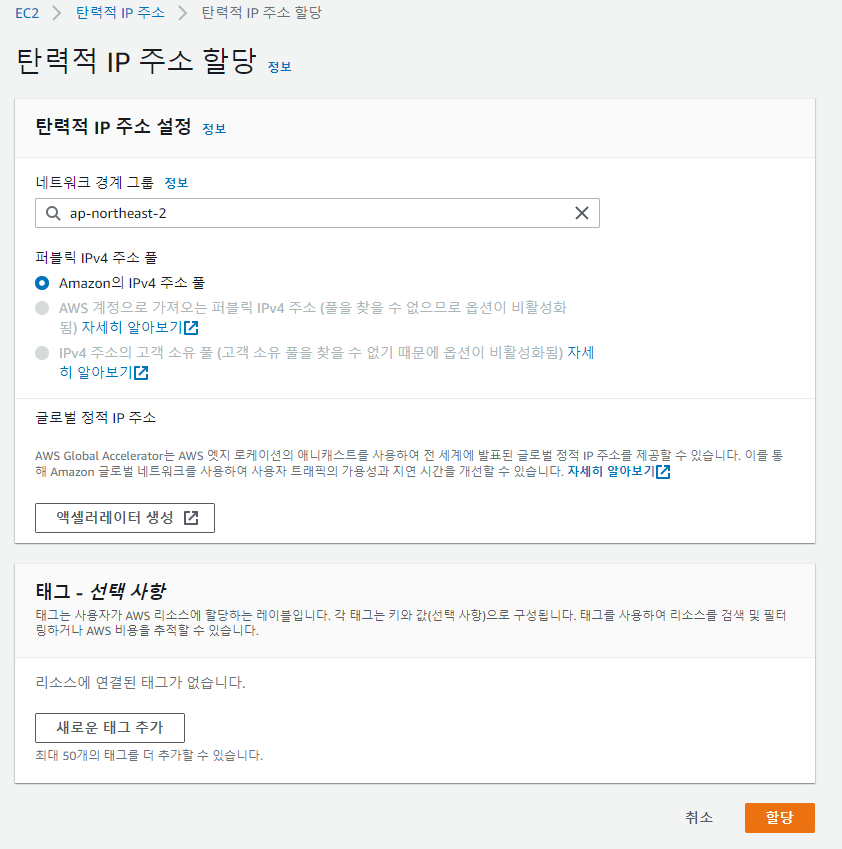 EC2 > 탄력적 IP 주소 > 탄력적 IP 주소 할당
탄력적 IP 주소 할당 정보
탄력적 IP 주소 설정 정보
네트워크 경계 그룹 정보
ap-northeast-2
퍼블릭 IPv4 주소 풀
Amazon의 IPv4 주소 풀
AWS 계정으로 가져오는 퍼블릭 IPv4 주소 (풀을 찾을 수 없으므로 옵션이 비활성화
됨) 자세히 알아보기
IPv4 주소의 고객 소유 풀 (고객 소유 풀을 찾을 수 없기 때문에 옵션이 비활성화됨) 자세
히 알아보기
글로벌 정적 IP 주소
AWS Global Accelerator는 AWS 엣지 로케이션의 애니캐스트를 사용하여 전 세계에 발표된 글로벌 정적 IP 주소를 제공할 수 있습니다. 이를 통
해 Amazon 글로벌 네트워크를 사용하여 사용자 트래픽의 가용성과 지연 시간을 개선할 수 있습니다. 자세히 알아보기
액셀러레이터 생성
태그 - 선택 사항
태그는 사용자가 AWS 리소스에 할당하는 레이블입니다. 각 태그는 키와 값(선택 사항)으로 구성됩니다. 태그를 사용하여 리소스를 검색 및 필터
링하거나 AWS 비용을 추적할 수 있습니다.
리소스에 연결된 태그가 없습니다.
새로운 태그 추가
최대 50개의 태그를 더 추가할 수 있습니다.
취소 할당